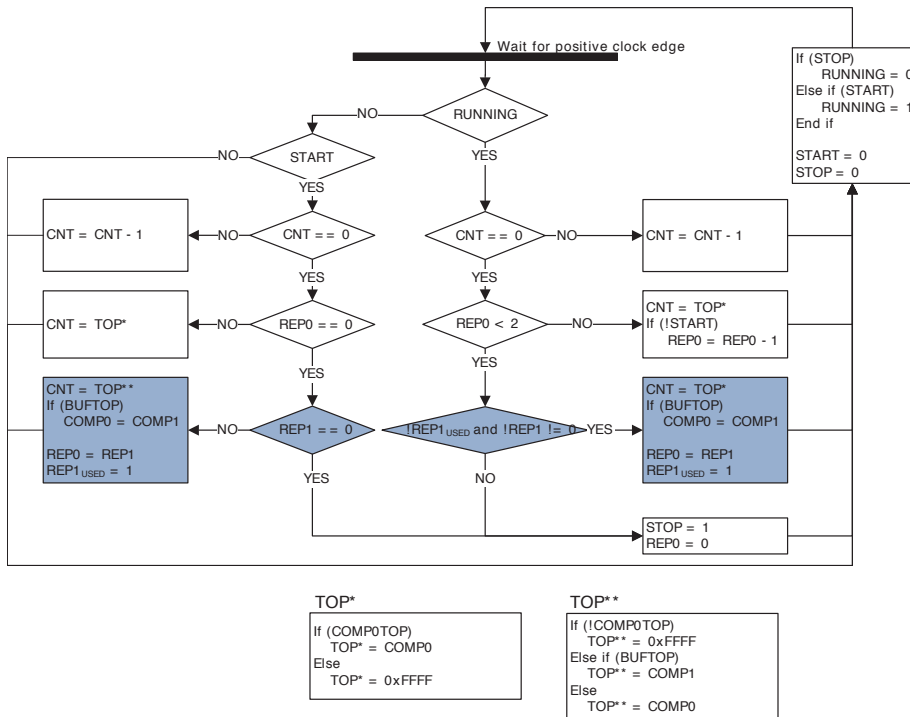 Wait for positive clock edge
If (STOP)
RUNNING = 0
Else if (START)
RUNNING = 1
End if
START = 0
STOP = 0
RUNNING
NO
YES
START
NO
YES
CNT = CNT - 1
NO
CNT == 0
YES
CNT == 0
NO
YES
CNT = CNT - 1
CNT = TOP*
NO
REP0 == 0
YES
REP0 < 2
NO
YES
CNT = TOP*
If (!START)
REP0 = REP0 - 1
CNT = TOP**
If (BUFTOP)
COMP0 = COMP1
REP0 = REP1
REP1USED = 1
NO
REP1 == 0
YES
!REP1USED and !REP1 != 0
YES
NO
CNT = TOP*
If (BUFTOP)
COMP0 = COMP1
REP0 = REP1
REP1USED = 1
STOP = 1
REP0 = 0
TOP*
If (COMP0TOP)
TOP* = COMP0
Else
TOP* = 0xFFFF
TOP**
If (!COMP0TOP)
TOP** = 0xFFFF
Else if (BUFTOP)
TOP** = COMP1
Else
TOP** = COMP0